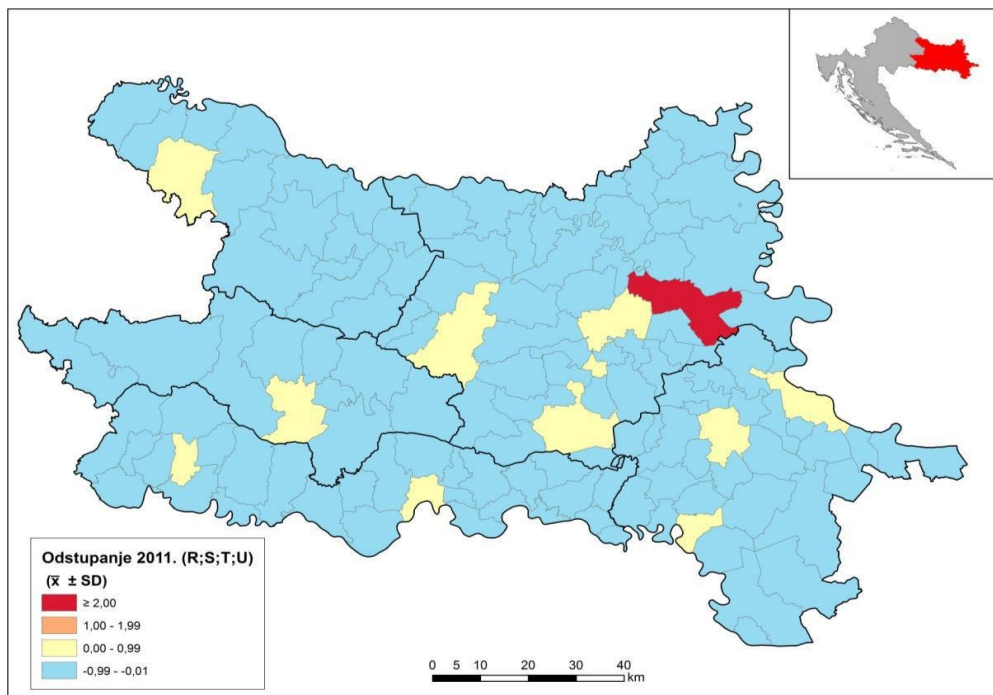 Odstupanje 2011. (R;S;T;U)
(x̅ ± SD)
≥ 2,00
1,00 - 1,99
0,00 - 0,99
-0,99 - -0,01
0 5 10 20 30 40
km